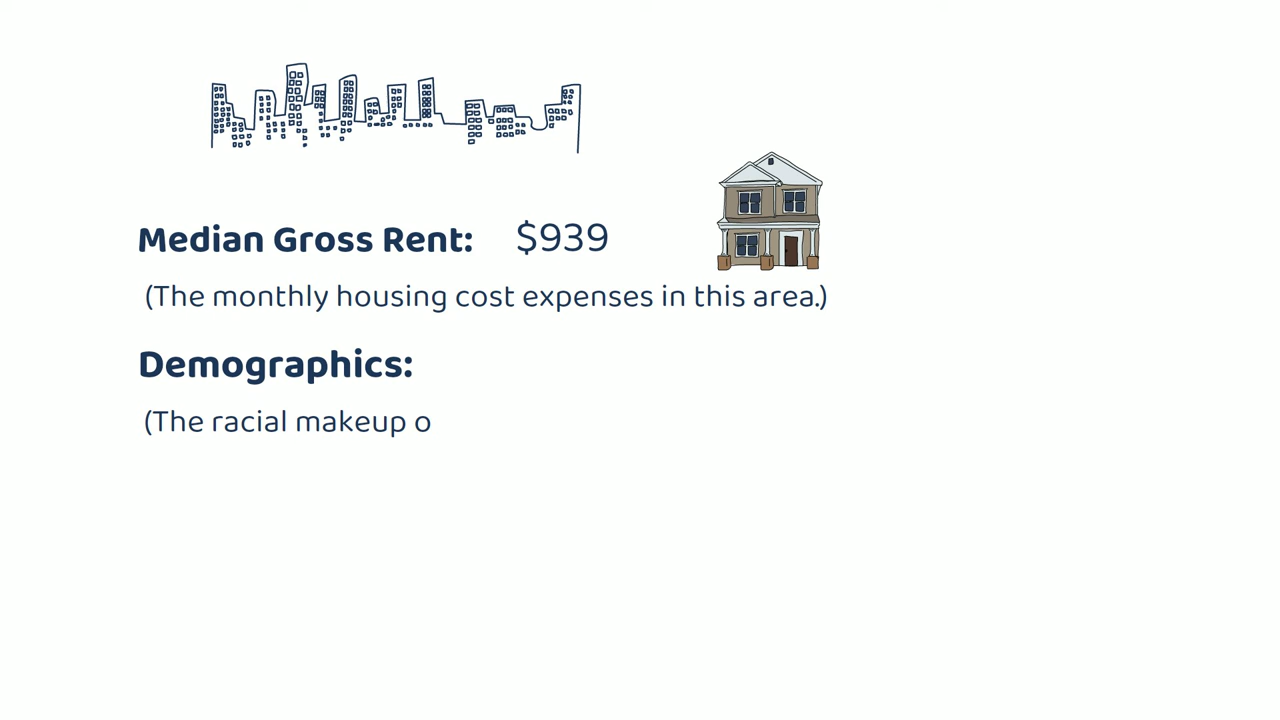 Median Gross Rent: $939
(The monthly housing cost expenses in this area.)
Demographics:
(The racial makeup o